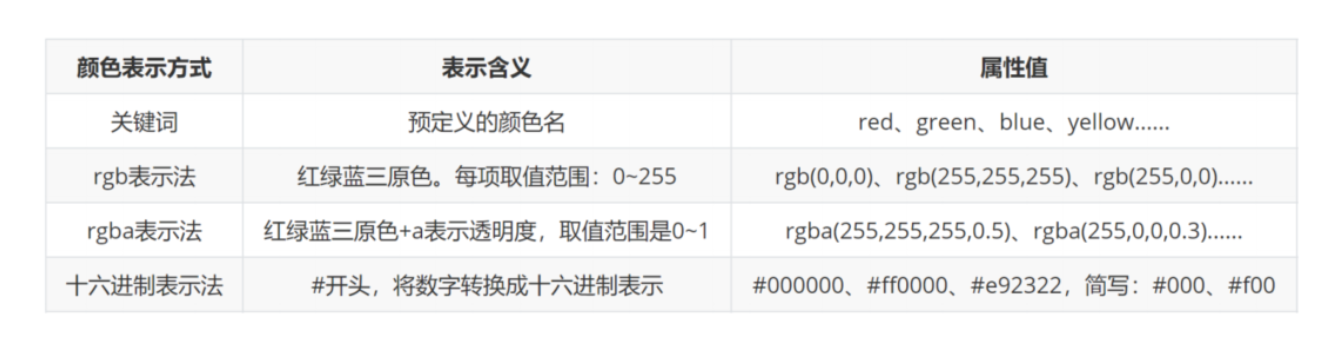 颜色表示方式 表示含义 属性值
关键词 预定义的颜色名 red、green、blue、yellow......
rgb表示法 红绿蓝三原色。每项取值范围：0~255 rgb(0,0,0)、rgb(255,255,255)、rgb(255,0,0)......
rgba表示法 红绿蓝三原色+a表示透明度，取值范围是0~1 rgba(255,255,255,0.5)、rgba(255,0,0,0.3)......
十六进制表示法 #开头，将数字转换成十六进制表示 #000000、#ff0000、#e92322，简写：#000、#f00